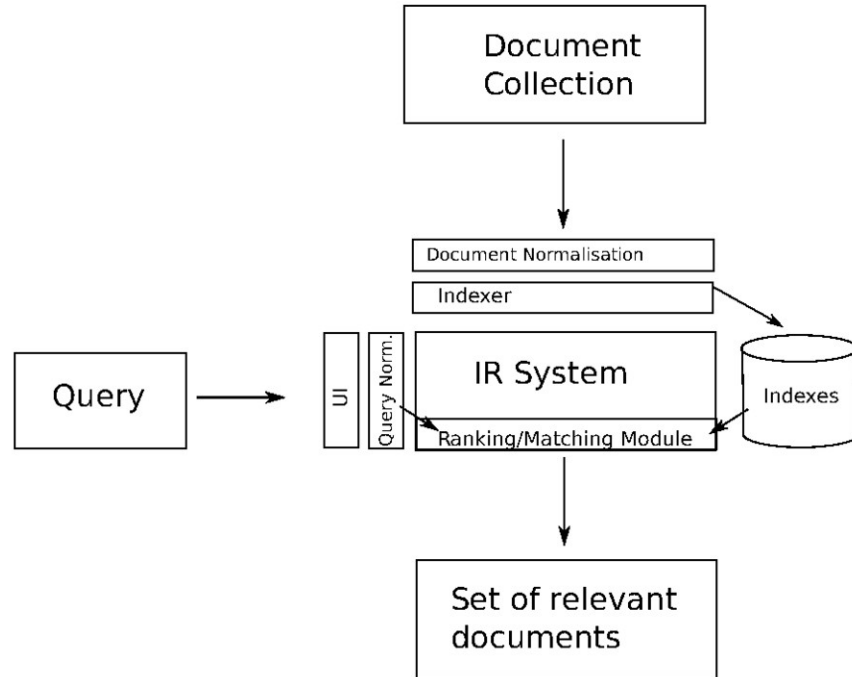 Document
Collection
Document Normalisation
Indexer
Query
UI
Query Norm.
IR System
Ranking/Matching Module
Indexes
Set of relevant
documents